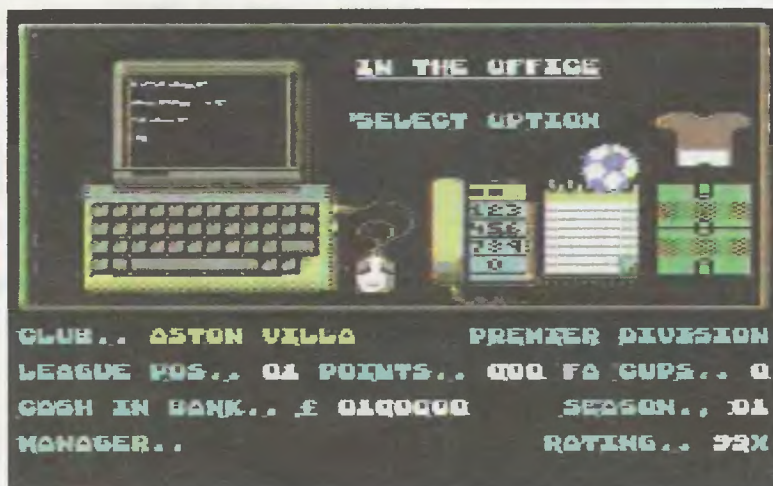 IN THE OFFICE
SELECT OPTION
123
456
789
0
CLUB.. ASTON VILLA PREMIER DIVISION
LEAGUE POS.. 01 POINTS.. 000 FA CUPS.. 0
CASH IN BANK.. £ 0100000 SEASON.. 01
MANAGER.. RATING.. 99%